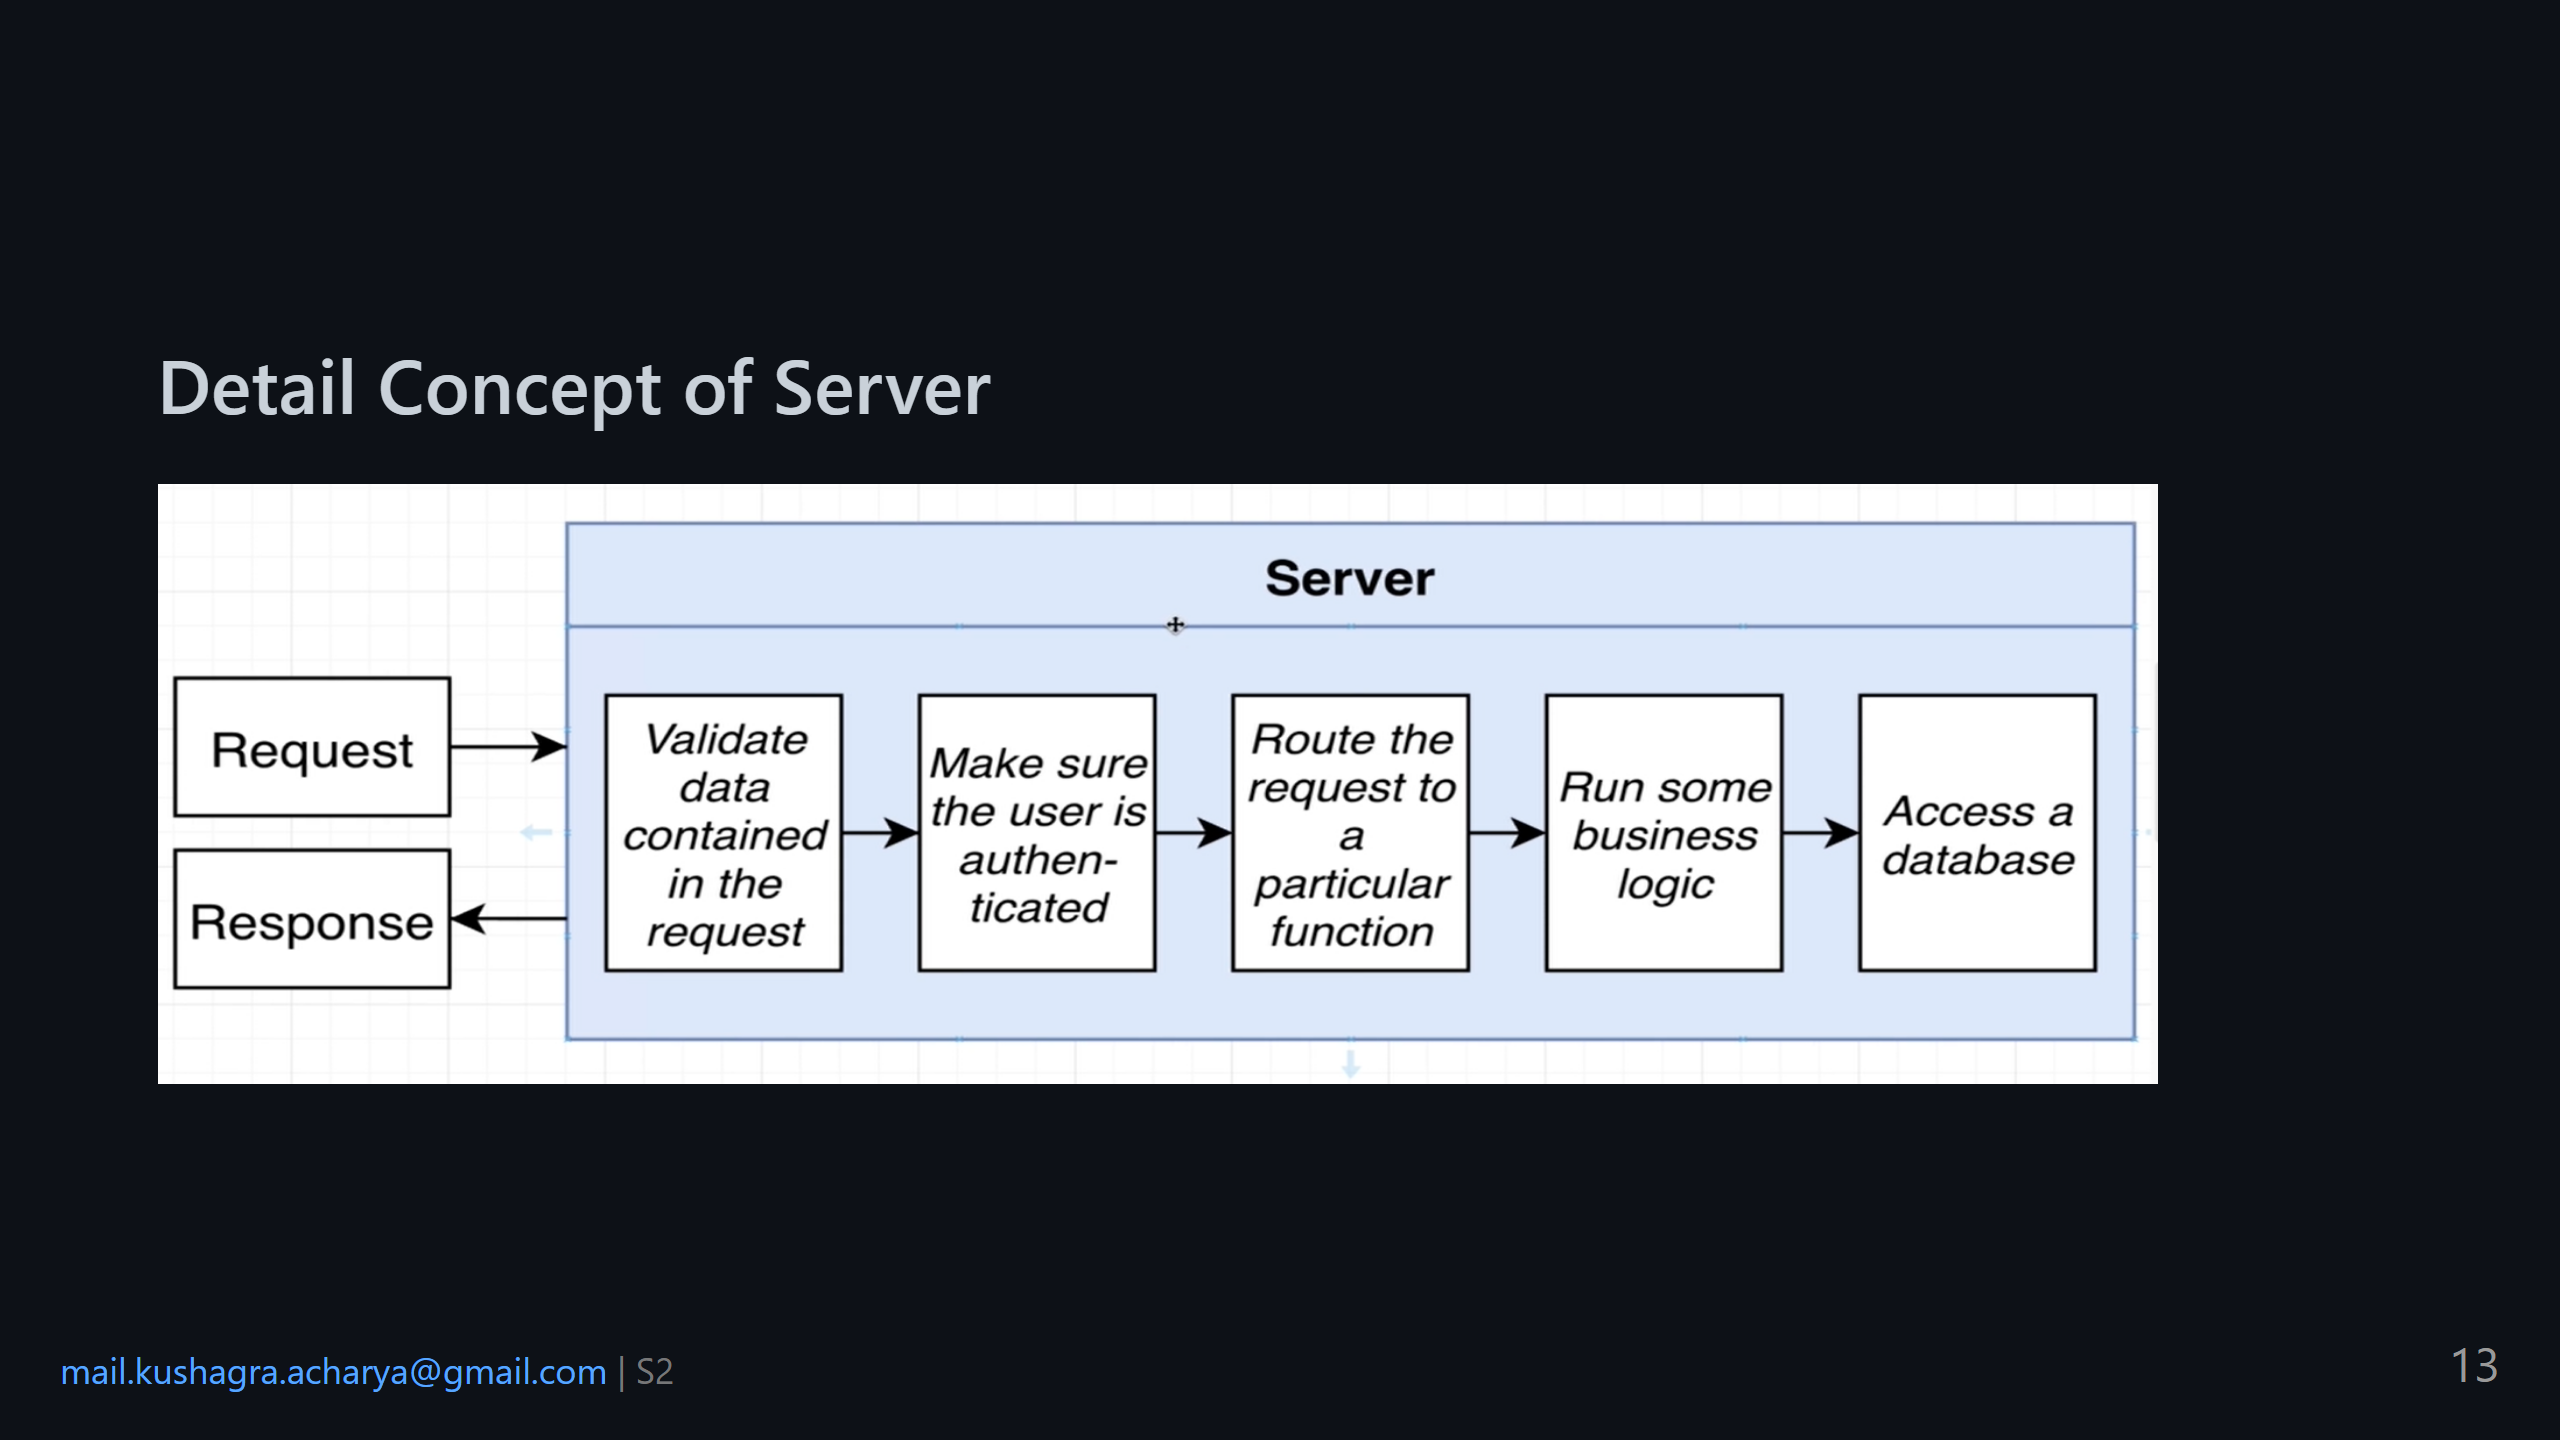 Detail Concept of Server
Server
Request
Response
Validate
data
contained
in the
request
Make sure
the user is
authen-
ticated
Route the
request to
a
particular
function
Run some
business
logic
Access a
database
mail.kushagra.acharya@gmail.com | S2
13